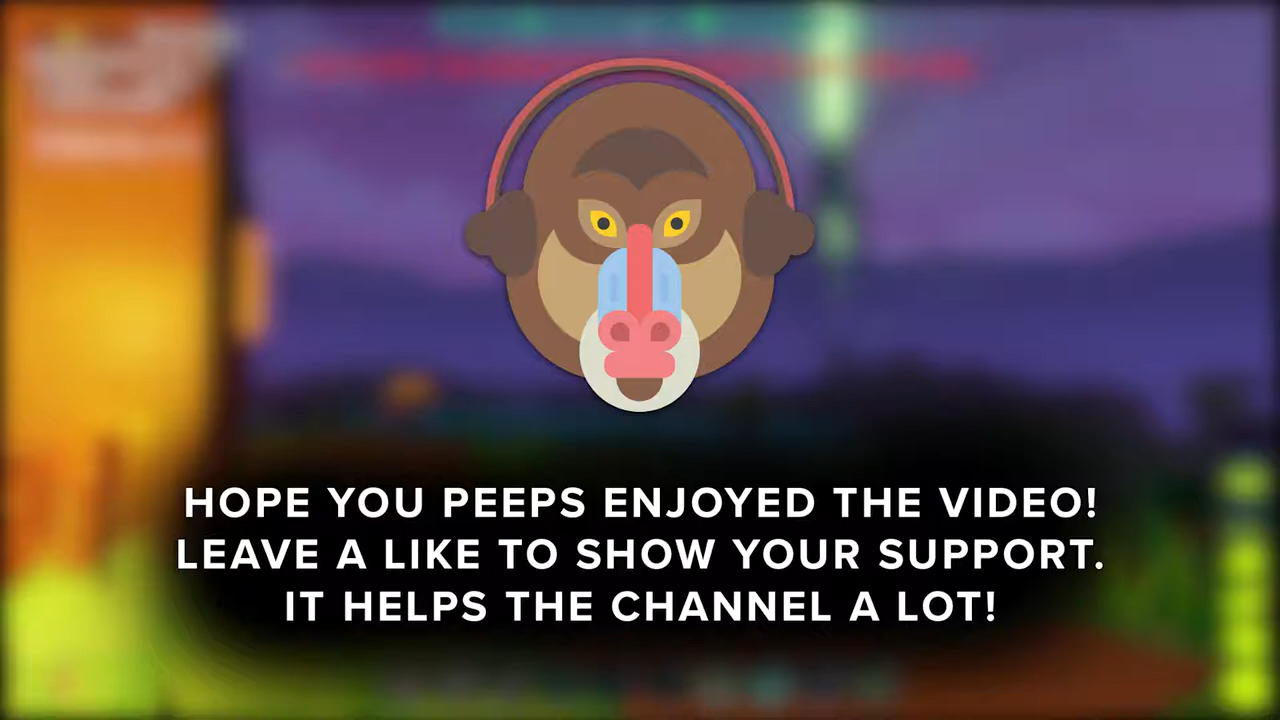 HOPE YOU PEEPS ENJOYED THE VIDEO!
LEAVE A LIKE TO SHOW YOUR SUPPORT.
IT HELPS THE CHANNEL A LOT!